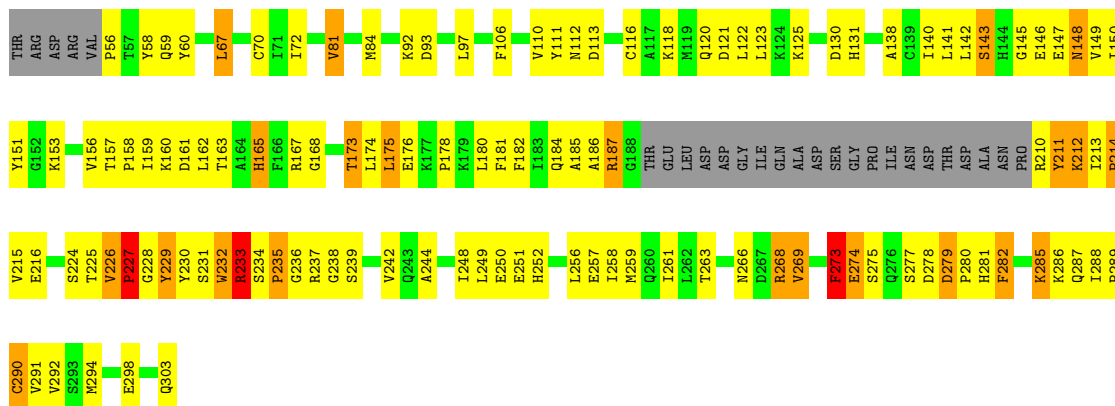 THR ARG ASP ARG VAL P56 T57 Y58 Q59 Y60 L67 C70 I71 I72 V81 M84 K92 D93 L97 F106 V110 Y111 N112 D113 C116 A117 K118 M119 Q120 D121 L122 L123 K124 K125 D130 H131 A138 C139 I140 L141 L142 S143 H144 G145 E146 E147 N148 V149 I150
Y151 G152 K153 V156 T157 P158 I159 K160 D161 L162 T163 A164 H165 F166 R167 G168 T173 L174 L175 E176 K177 P178 K179 L180 F181 F182 I183 Q184 A185 A186 R187 G188 THR GLU LEU ASP ASP GLY ILE GLN ALA ASP SER GLY PRO ILE ASN ASP THR ASP ALA ASN PRO R210 Y211 K212 I213 P214
V215 E216 S224 T225 V226 P227 G228 Y229 Y230 S231 W232 R233 S234 P235 G236 R237 G238 S239 V242 Q243 A244 I248 L249 E250 E251 H252 L256 E257 I258 M259 Q260 I261 L262 T263 N266 D267 R268 V269 F273 E274 S275 Q276 S277 D278 D279 P280 H281 F282 K285 K286 Q287 I288 P289
C290 V291 V292 S293 M294 E298 Q303